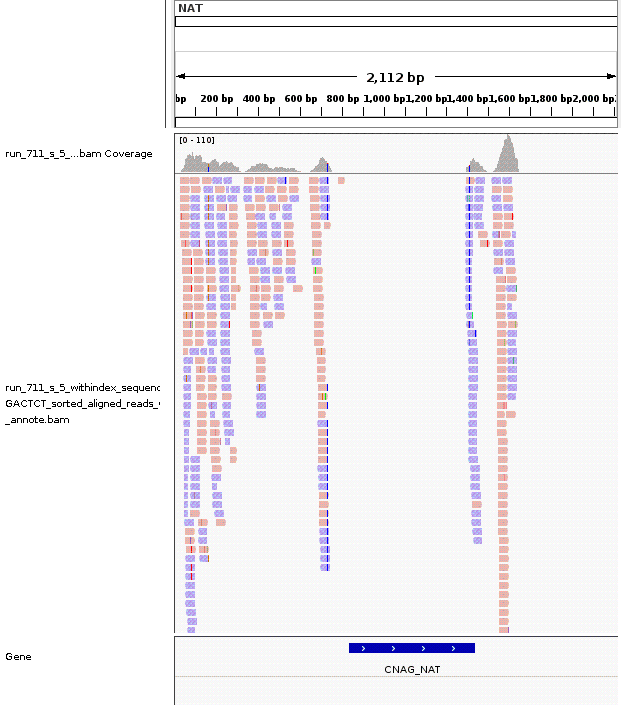 NAT
2,112 bp
bp 200 bp 400 bp 600 bp 800 bp 1,000 bp 1,200 bp 1,400 bp 1,600 bp 1,800 bp 2,000 bp
[0 - 110]
run_711_s_5_...bam Coverage
run_711_s_5_withindex_sequenc
GACTCT_sorted_aligned_reads_
_annote.bam
Gene
CNAG_NAT